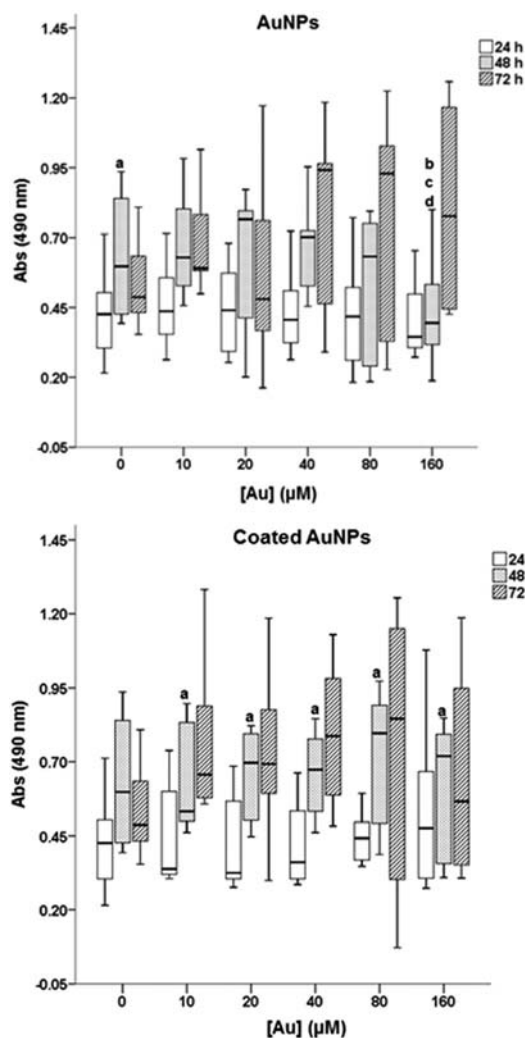 AuNPs
1.45
1.20
0.95
0.70
0.45
0.20
-0.05
Abs (490 nm)
24 h
48 h
72 h
a
b
c
d
0 10 20 40 80 160
[Au] (µM)
Coated AuNPs
1.45
1.20
0.95
0.70
0.45
0.20
-0.05
Abs (490 nm)
24
48
72
a a a a a
0 10 20 40 80 160
[Au] (µM)